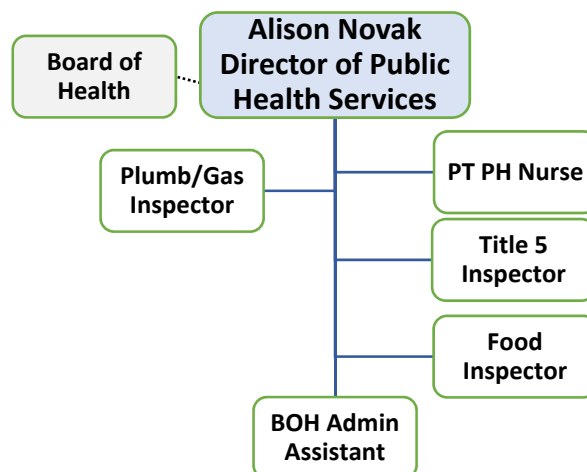 Alison Novak
Director of Public
Health Services
Board of
Health
Plumb/Gas
Inspector
PT PH Nurse
Title 5
Inspector
Food
Inspector
BOH Admin
Assistant